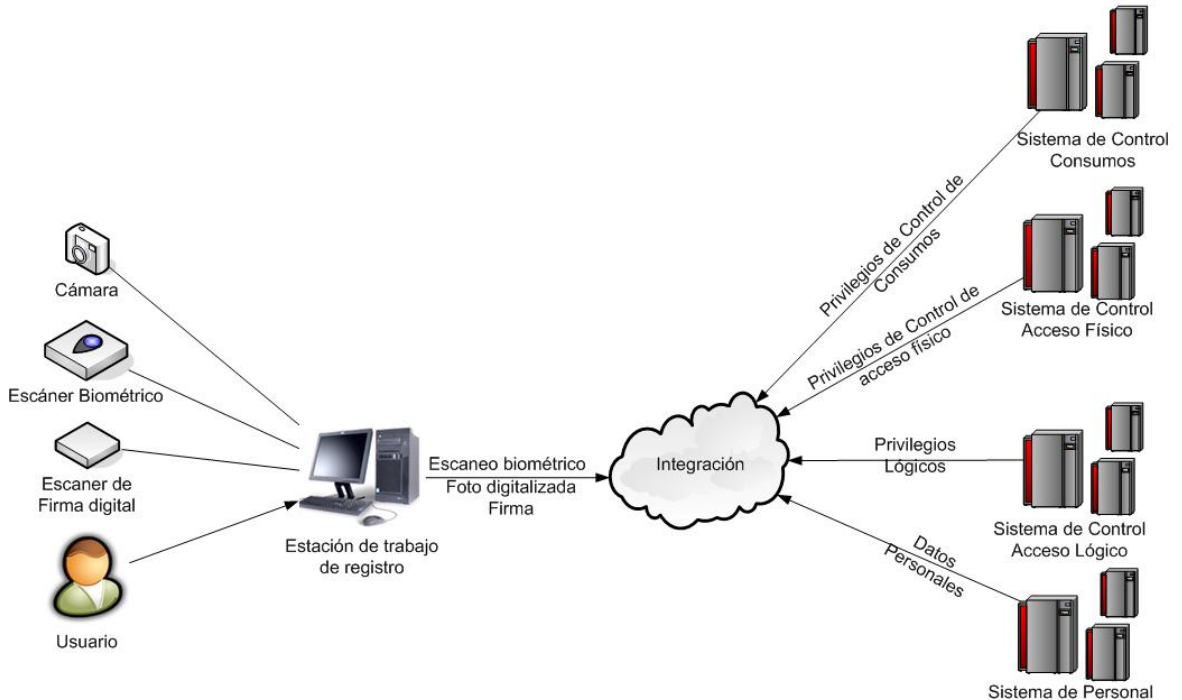 Cámara
Escáner Biométrico
Escaner de
Firma digital
Usuario
Estación de trabajo
de registro
Escaneo biométrico
Foto digitalizada
Firma
Integración
Privilegios de Control de
Consumos
Privilegios de Control de
acceso físico
Privilegios
Lógicos
Datos
Personales
Sistema de Control
Consumos
Sistema de Control
Acceso Físico
Sistema de Control
Acceso Lógico
Sistema de Personal